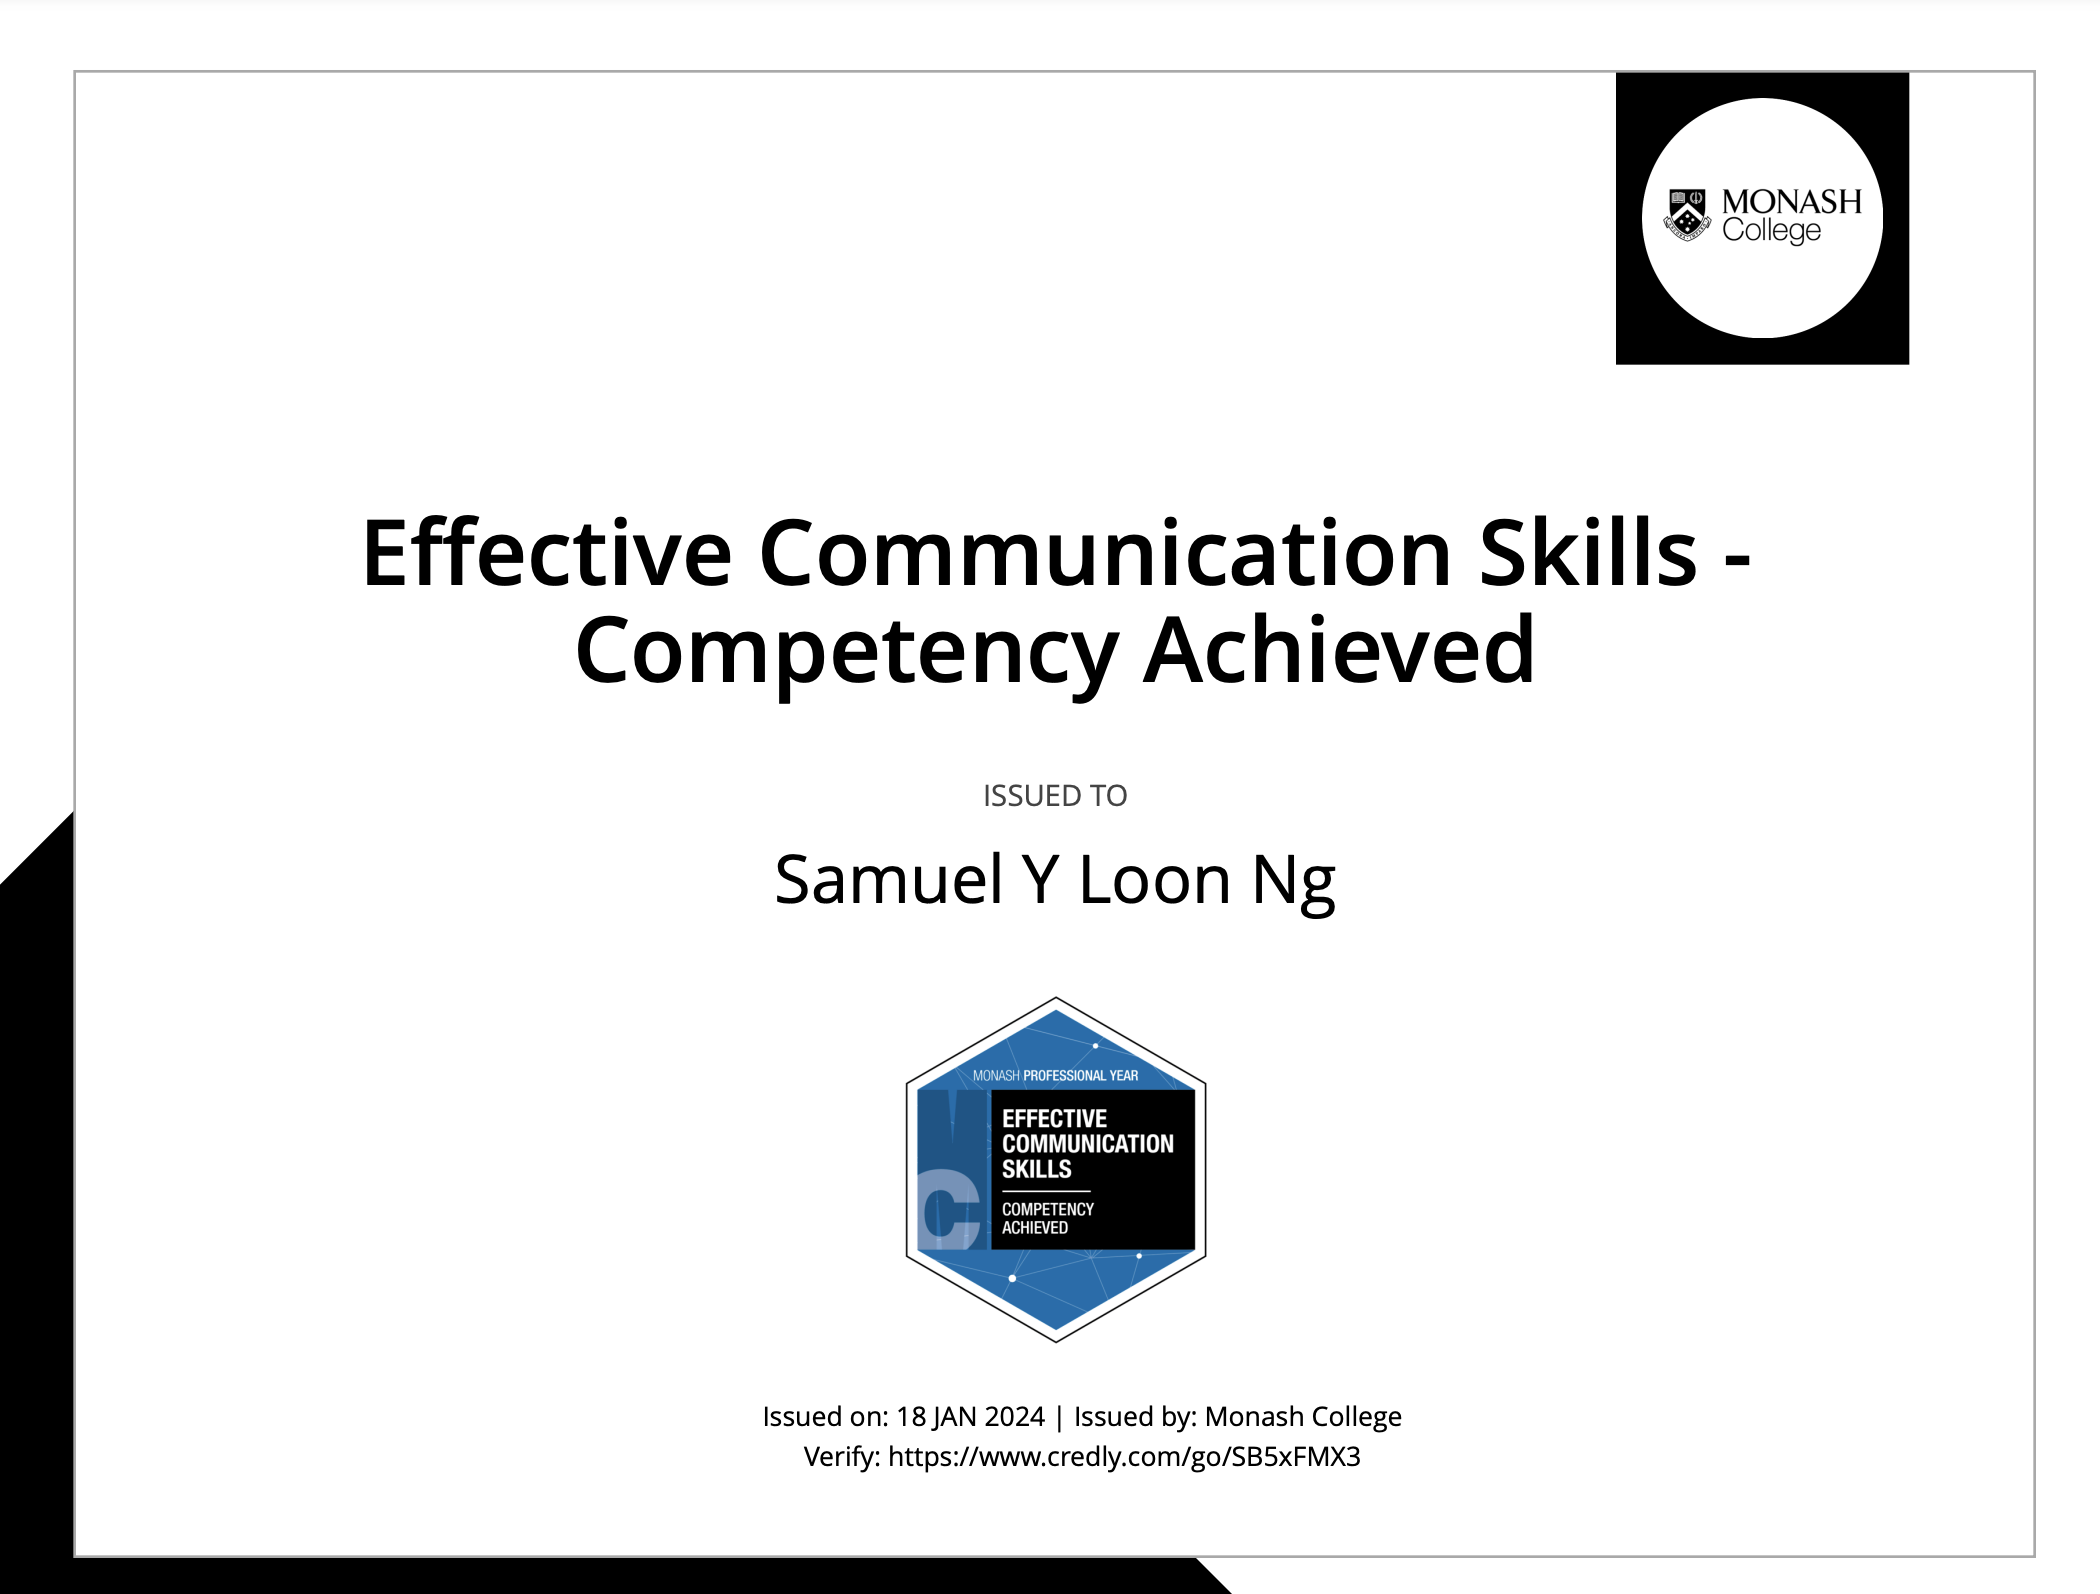 MONASH
College
Effective Communication Skills -
Competency Achieved
ISSUED TO
Samuel Y Loon Ng
MONASH PROFESSIONAL YEAR
EFFECTIVE
COMMUNICATION
SKILLS
C
COMPETENCY
ACHIEVED
Issued on: 18 JAN 2024 | Issued by: Monash College
Verify: https://www.credly.com/go/SB5xFMX3